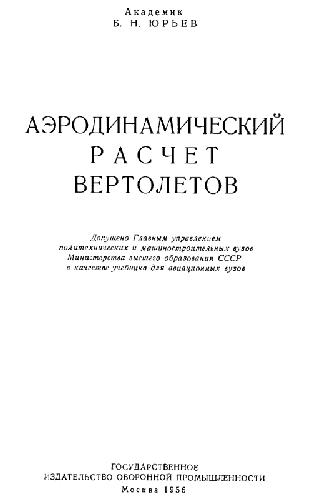 Академик
Б. Н. ЮРЬЕВ
АЭРОДИНАМИЧЕСКИЙ
РАСЧЕТ
ВЕРТОЛЕТОВ
Допущено Главным управлением
политехнических и машиностроительных вузов
Министерства высшего образования СССР
в качестве учебника для авиационных вузов
ГОСУДАРСТВЕННОЕ
ИЗДАТЕЛЬСТВО ОБОРОННОЙ ПРОМЫШЛЕННОСТИ
Москва 1956